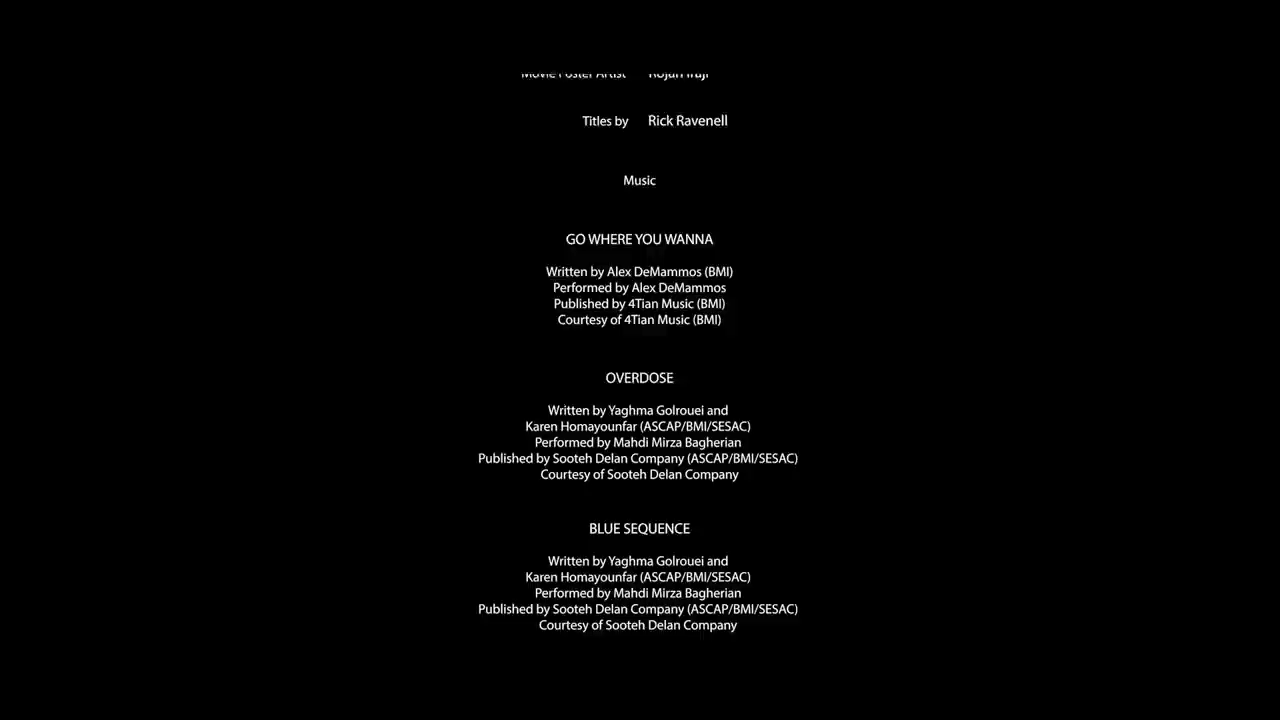 Movie Poster Artist
Titles by Rick Ravenell
Music
GO WHERE YOU WANNA
Written by Alex DeMammos (BMI)
Performed by Alex DeMammos
Published by 4Tian Music (BMI)
Courtesy of 4Tian Music (BMI)
OVERDOSE
Written by Yaghma Golrouei and
Karen Homayounfar (ASCAP/BMI/SESAC)
Performed by Mahdi Mirza Bagherian
Published by Sooteh Delan Company (ASCAP/BMI/SESAC)
Courtesy of Sooteh Delan Company
BLUE SEQUENCE
Written by Yaghma Golrouei and
Karen Homayounfar (ASCAP/BMI/SESAC)
Performed by Mahdi Mirza Bagherian
Published by Sooteh Delan Company (ASCAP/BMI/SESAC)
Courtesy of Sooteh Delan Company